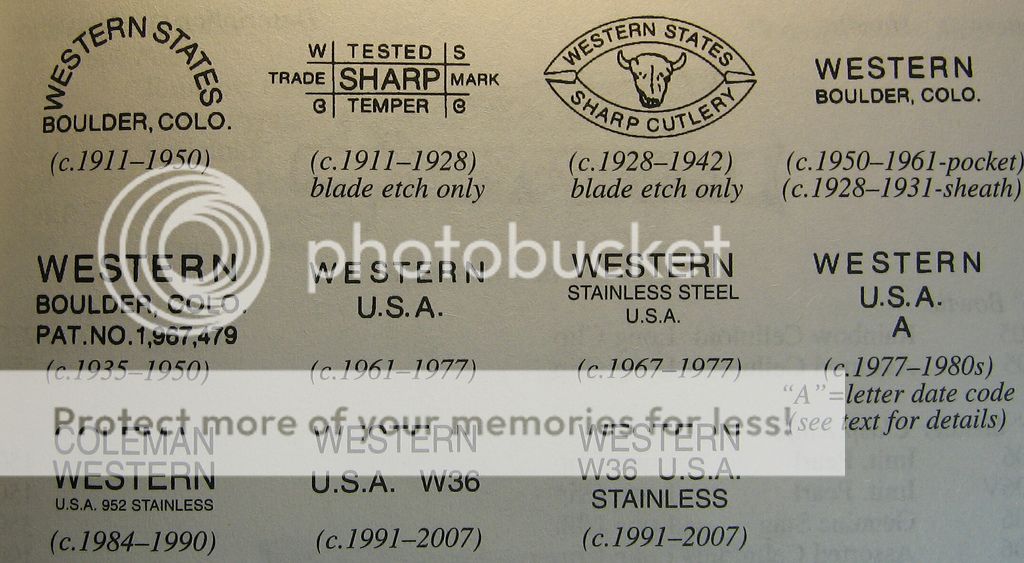 WESTERN STATES
BOULDER, COLO.
(c.1911–1950)
W TESTED S
TRADE SHARP MARK
TEMPER
(c.1911–1928)
blade etch only
WESTERN STATES
SHARP CUTLERY
(c.1928–1942)
blade etch only
WESTERN
BOULDER, COLO.
(c.1950–1961-pocket)
(c.1928–1931-sheath)
WESTERN
BOULDER, COLO.
PAT.NO.1,967,479
(c.1935–1950)
WESTERN
U.S.A.
(c.1961–1977)
WESTERN
STAINLESS STEEL
U.S.A.
(c.1967–1977)
WESTERN
U.S.A.
A
(c.1977–1980s)
“A”=letter date code
(see text for details)
photobucket
Protect more of your memories for less!
COLEMAN
WESTERN
U.S.A. 952 STAINLESS
(c.1984–1990)
WESTERN
U.S.A. W36
(c.1991–2007)
WESTERN
W36 U.S.A.
STAINLESS
(c.1991–2007)